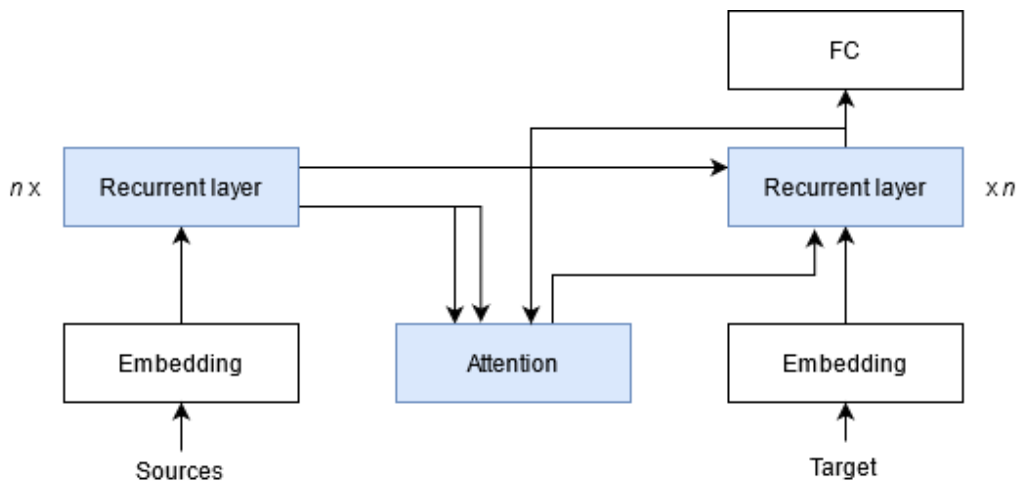 FC
n x
Recurrent layer
Recurrent layer
x n
Embedding
Attention
Embedding
Sources
Target